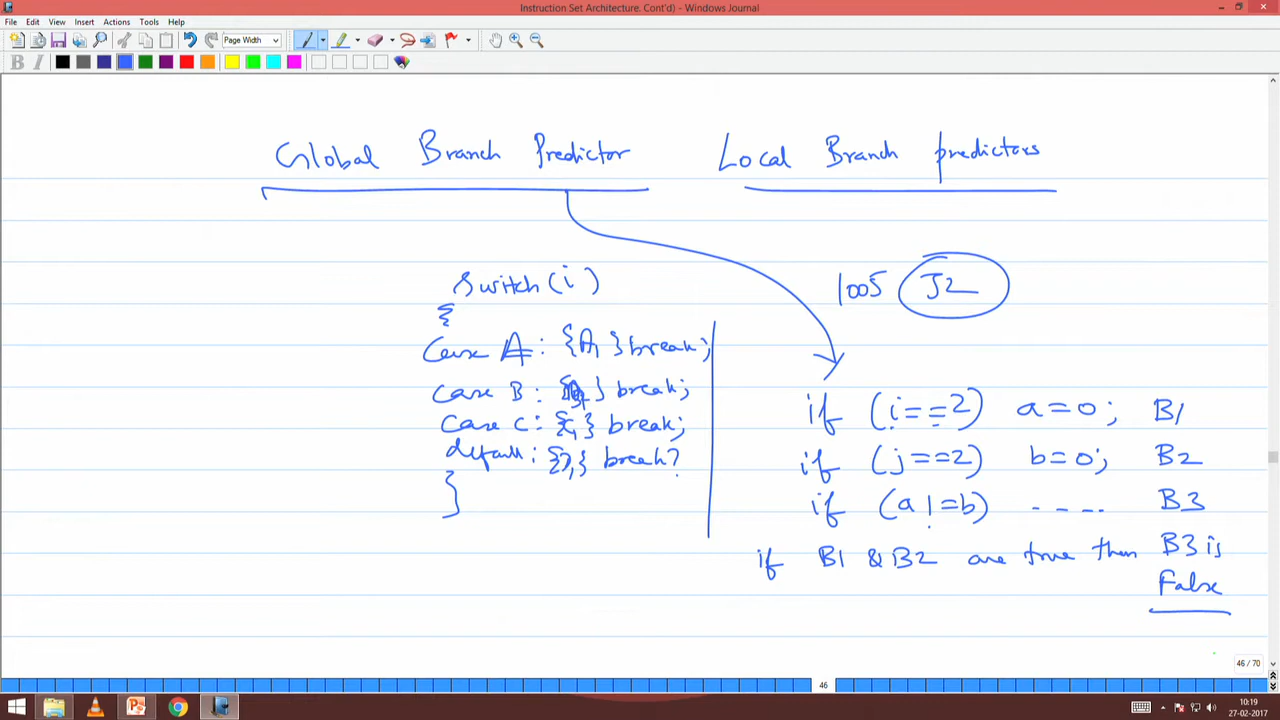 Instruction Set Architecture. Cont'd) - Windows Journal
File Edit View Insert Actions Tools Help
Page Width
B I
Global Branch Predictor Local Branch predictors
Switch(i)
{
Case A: {A1 } break;
case B : { } break;
case C : {C1} break;
default : {D1} break;
}
1005 J2
if (i==2) a=0; B1
if (j==2) b=0; B2
if (a!=b) ---- B3
if B1 & B2 are true then B3 is
False
46 / 70
46
10:19
27-02-2017